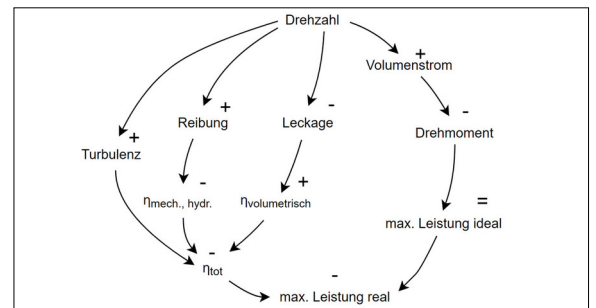 Drehzahl
+
Volumenstrom
+
Reibung
-
Leckage
-
Drehmoment
+
Turbulenz
-
ηmech., hydr.
+
ηvolumetrisch
=
max. Leistung ideal
-
ηtot
-
max. Leistung real